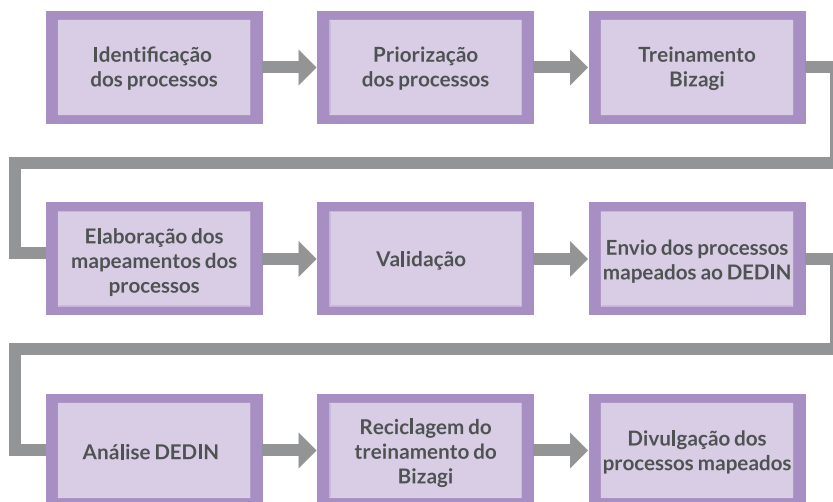 Identificação
dos processos
Priorização
dos processos
Treinamento
Bizagi
Elaboração dos
mapeamentos dos
processos
Validação
Envio dos processos
mapeados ao DEDIN
Análise DEDIN
Reciclagem do
treinamento do
Bizagi
Divulgação dos
processos mapeados